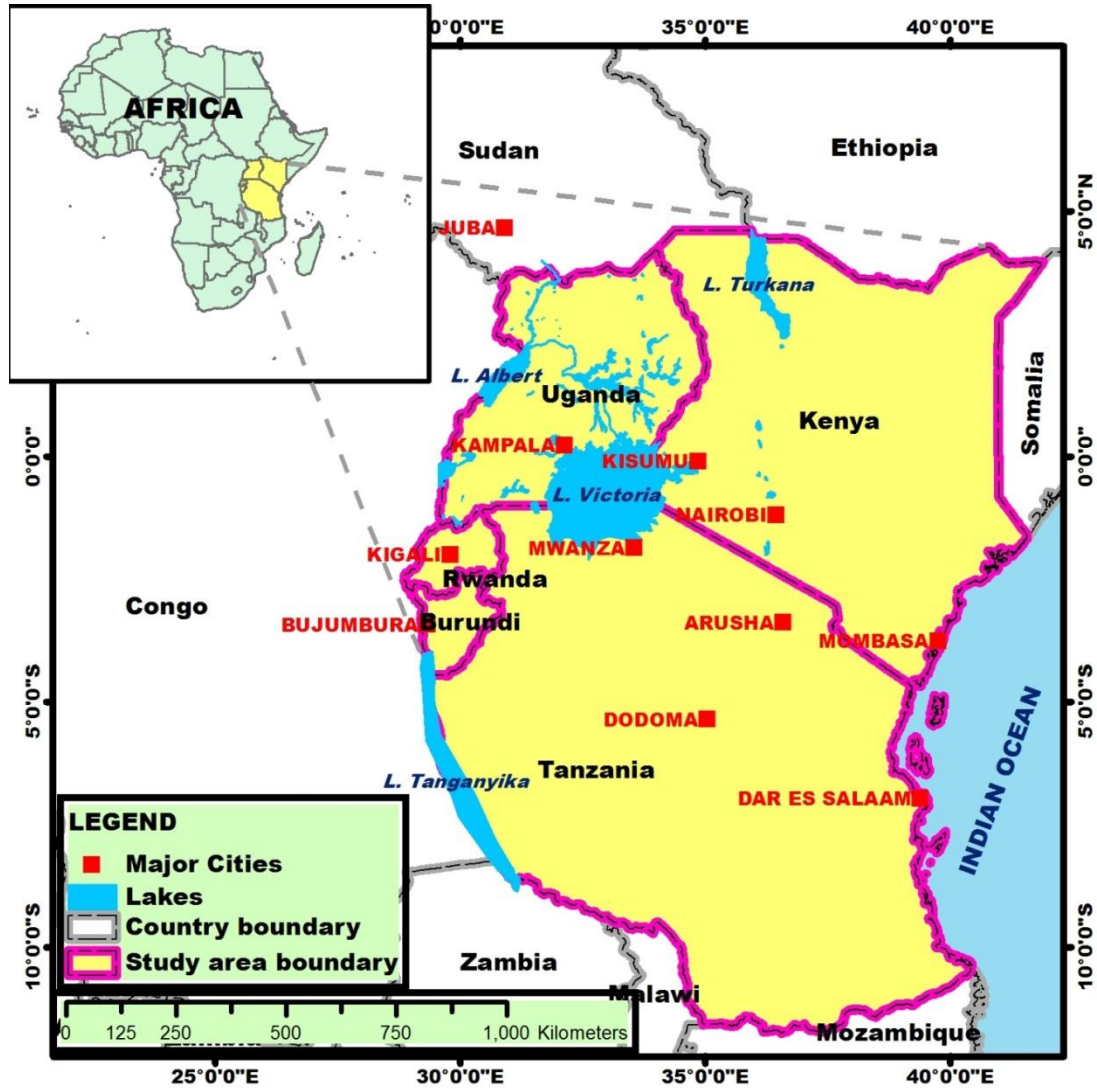 AFRICA
0°0'0"E
35°0'0"E
40°0'0"E
Sudan
Ethiopia
5°0'0"N
JUBA
L. Turkana
L. Albert
Uganda
Kenya
Somalia
KAMPALA
KISUMU
0°0'0"
0°0'0"
L. Victoria
NAIROBI
KIGALI
MWANZA
Rwanda
Congo
BUJUMBURA
Burundi
ARUSHA
MOMBASA
5°0'0"S
5°0'0"S
DODOMA
Tanzania
L. Tanganyika
DAR ES SALAAM
INDIAN OCEAN
LEGEND
Major Cities
Lakes
Country boundary
Study area boundary
10°0'0"S
10°0'0"S
Zambia
Malawi
Mozambique
0 125 250 500 750 1,000 Kilometers
25°0'0"E
30°0'0"E
35°0'0"E
40°0'0"E